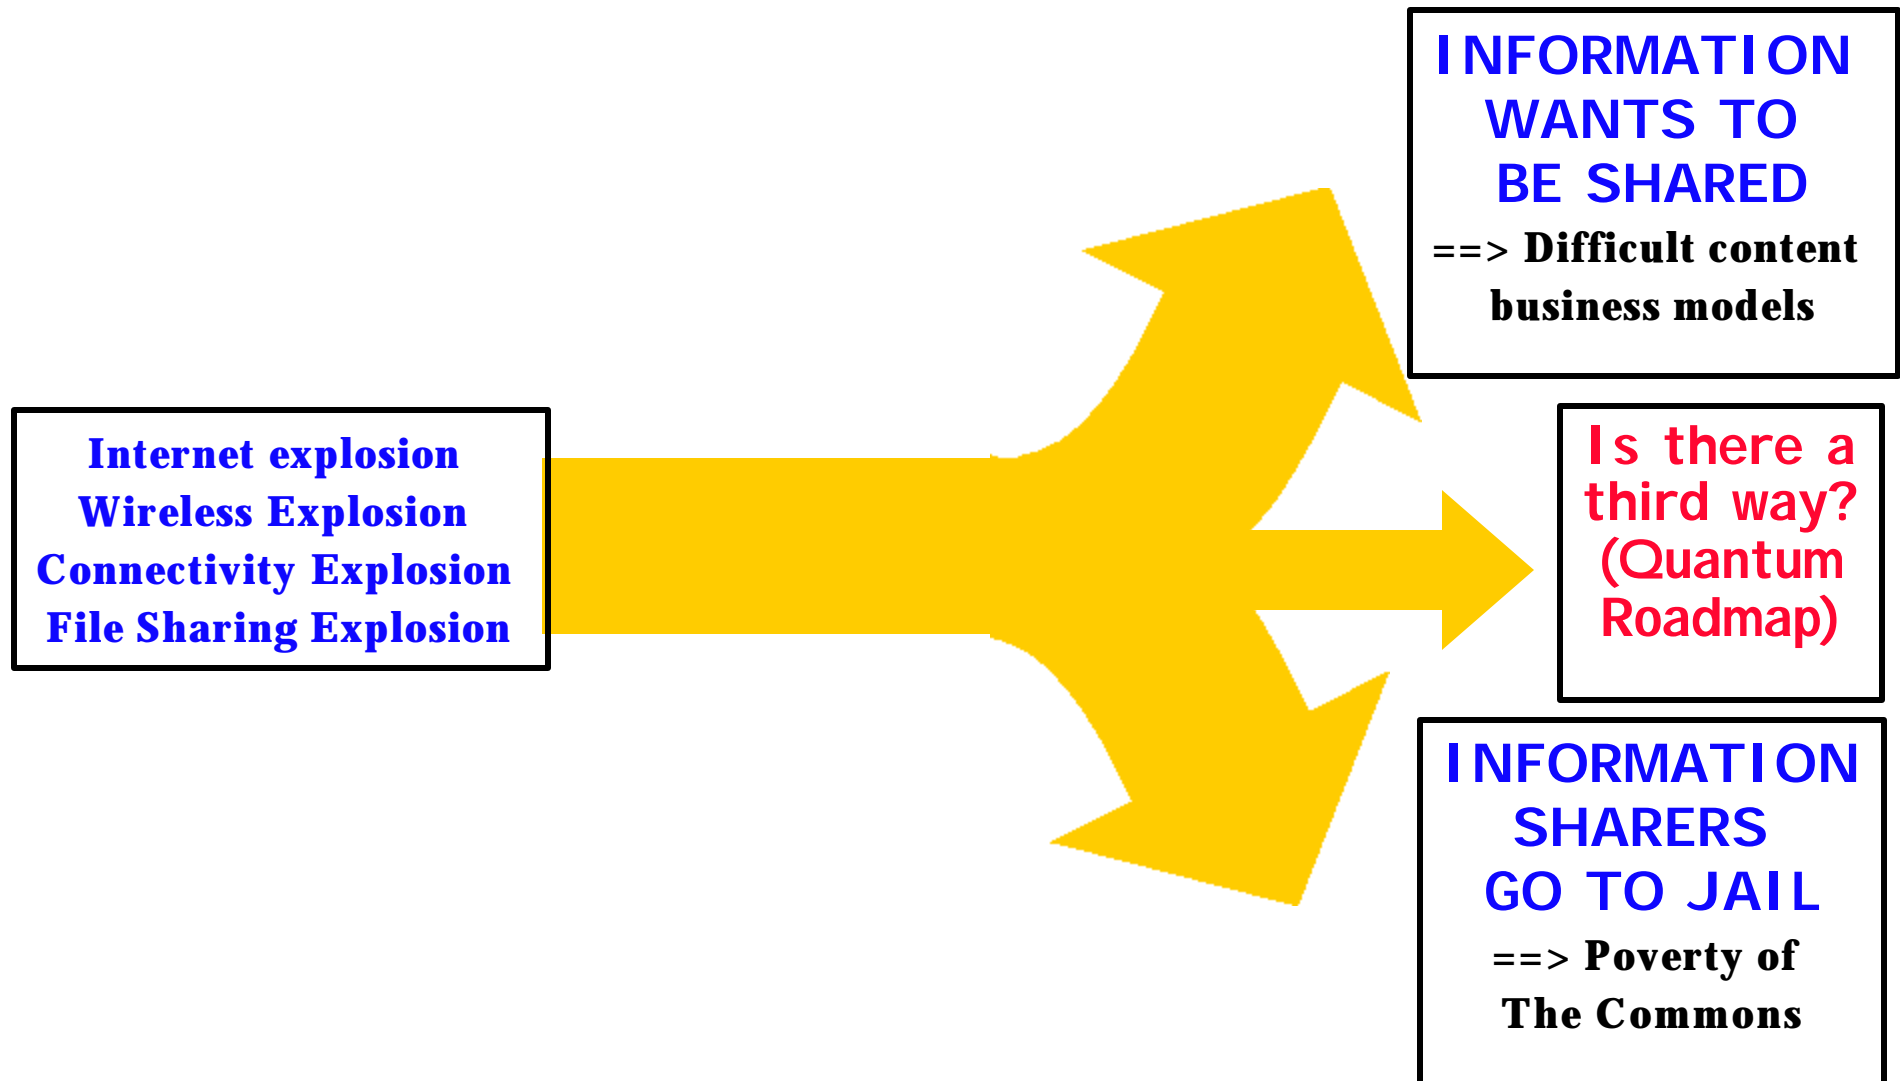 Internet explosion
Wireless Explosion
Connectivity Explosion
File Sharing Explosion
INFORMATION
WANTS TO
BE SHARED
==> Difficult content
business models
Is there a
third way?
(Quantum
Roadmap)
INFORMATION
SHARERS
GO TO JAIL
==> Poverty of
The Commons